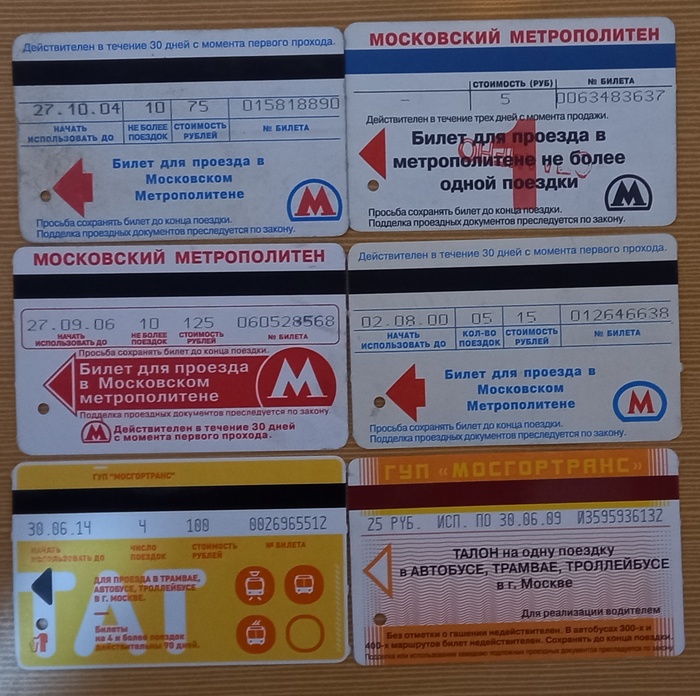 Действителен в течение 30 дней с момента первого прохода.
27.10.04 10 75 015818890
НАЧАТЬ ИСПОЛЬЗОВАТЬ ДО
НЕ БОЛЕЕ ПОЕЗДОК
СТОИМОСТЬ РУБЛЕЙ
№ БИЛЕТА
Билет для проезда в
Московском
Метрополитене
М
Просьба сохранять билет до конца поездки.
Подделка проездных документов преследуется по закону.
МОСКОВСКИЙ МЕТРОПОЛИТЕН
СТОИМОСТЬ (РУБ) № БИЛЕТА
– 5 0063483637
Действителен в течение трех дней с момента продажи.
1
Билет для проезда в
метрополитене не более
одной поездки
М
Просьба сохранять билет до конца поездки.
Подделка проездных документов преследуется по закону.
МОСКОВСКИЙ МЕТРОПОЛИТЕН
27.09.06 10 125 060528568
НАЧАТЬ ИСПОЛЬЗОВАТЬ ДО
НЕ БОЛЕЕ ПОЕЗДОК
СТОИМОСТЬ РУБЛЕЙ
№ БИЛЕТА
Просьба сохранять билет до конца поездки.
Билет для проезда
в Московском
метрополитене
М
Подделка проездных документов преследуется по закону.
М
Действителен в течение 30 дней
с момента первого прохода.
Действителен в течение 30 дней с момента первого прохода.
02.08.00 05 15 012646638
НАЧАТЬ ИСПОЛЬЗОВАТЬ ДО
КОЛ-ВО ПОЕЗДОК
СТОИМОСТЬ РУБЛЕЙ
№ БИЛЕТА
Билет для проезда в
Московском
Метрополитене
М
Просьба сохранять билет до конца поездки.
Подделка проездных документов преследуется по закону.
ГУП "МОСГОРТРАНС"
30.06.14 4 100 0026965512
НАЧАТЬ ИСПОЛЬЗОВАТЬ ДО
ЧИСЛО ПОЕЗДОК
СТОИМОСТЬ РУБЛЕЙ
№ БИЛЕТА
ТАТ
ДЛЯ ПРОЕЗДА В ТРАМВАЕ,
АВТОБУСЕ, ТРОЛЛЕЙБУСЕ
В Г. МОСКВЕ.
Билеты
на 4 и более поездок
действительны 90 дней.
ГУП «МОСГОРТРАНС»
25 РУБ. ИСП. ПО 30.06.09 И3595936132
ТАЛОН на одну поездку
в АВТОБУСЕ, ТРАМВАЕ, ТРОЛЛЕЙБУСЕ
в г. Москве
Для реализации водителем
Без отметки о гашении недействителен. В автобусах 300-х и
400-х маршрутов билет недействителен. Сохранять до конца поездки.